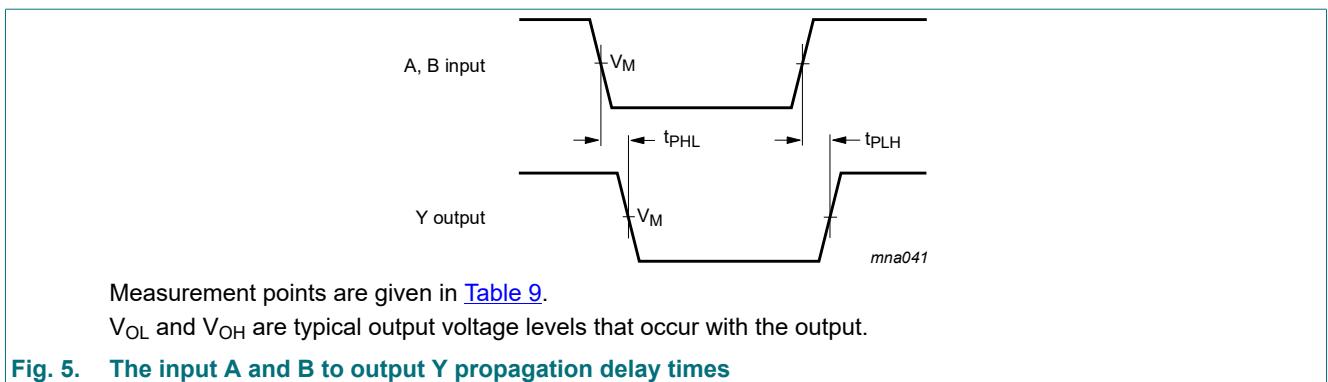 A, B input
VM
tPHL
tPLH
Y output
VM
mna041
Measurement points are given in Table 9.
VOL and VOH are typical output voltage levels that occur with the output.
Fig. 5. The input A and B to output Y propagation delay times